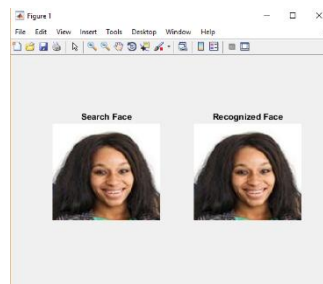 Figure 1
File Edit View Insert Tools Desktop Window Help
Search Face Recognized Face